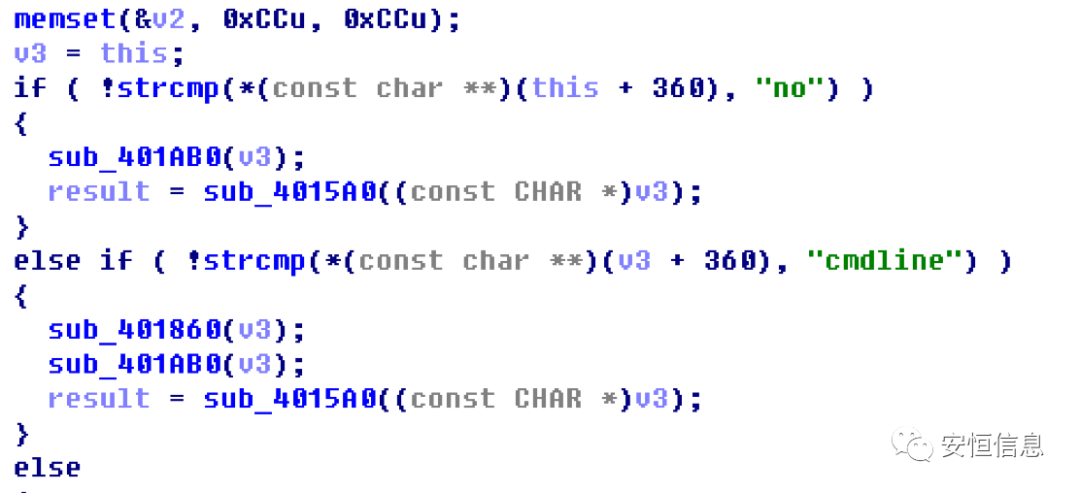 memset(&v2, 0xCCu, 0xCCu);
v3 = this;
if ( !strcmp(*(const char **)(this + 360), "no") )
{
  sub_401AB0(v3);
  result = sub_4015A0((const CHAR *)v3);
}
else if ( !strcmp(*(const char **)(v3 + 360), "cmdline") )
{
  sub_401860(v3);
  sub_401AB0(v3);
  result = sub_4015A0((const CHAR *)v3);
}
else
安恒信息